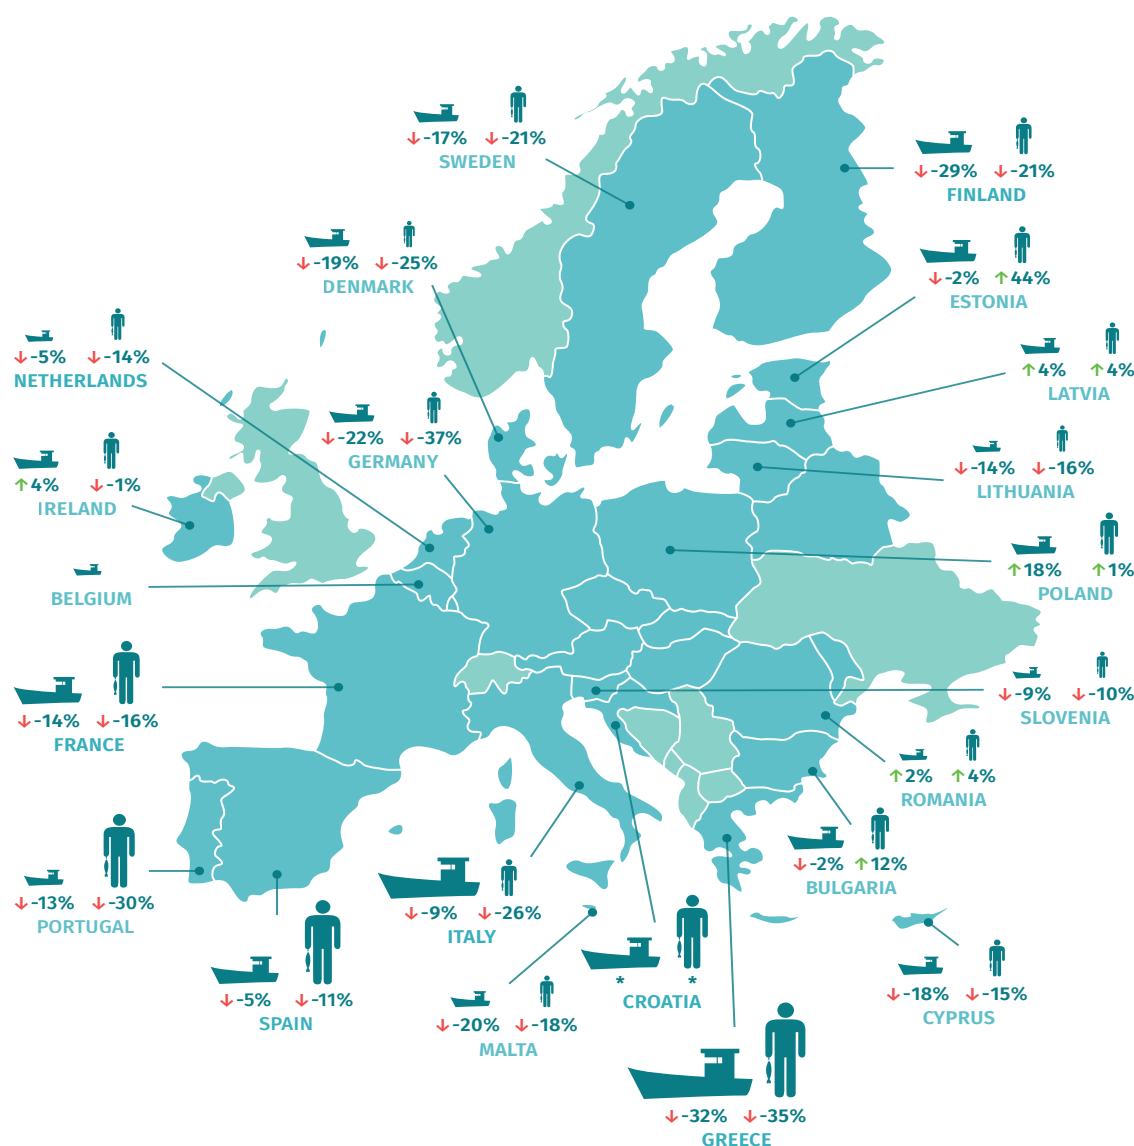 ↓-17% ↓-21%
SWEDEN
↓-29% ↓-21%
FINLAND
↓-19% ↓-25%
DENMARK
↓-2% ↑44%
ESTONIA
↓-5% ↓-14%
NETHERLANDS
↑4% ↑4%
LATVIA
↓-22% ↓-37%
GERMANY
↑4% ↓-1%
IRELAND
↓-14% ↓-16%
LITHUANIA
BELGIUM
↑18% ↑1%
POLAND
↓-14% ↓-16%
FRANCE
↓-9% ↓-10%
SLOVENIA
↑2% ↑4%
ROMANIA
↓-2% ↑12%
BULGARIA
↓-13% ↓-30%
PORTUGAL
↓-9% ↓-26%
ITALY
↓-5% ↓-11%
SPAIN
* *
CROATIA
↓-18% ↓-15%
CYPRUS
↓-20% ↓-18%
MALTA
↓-32% ↓-35%
GREECE